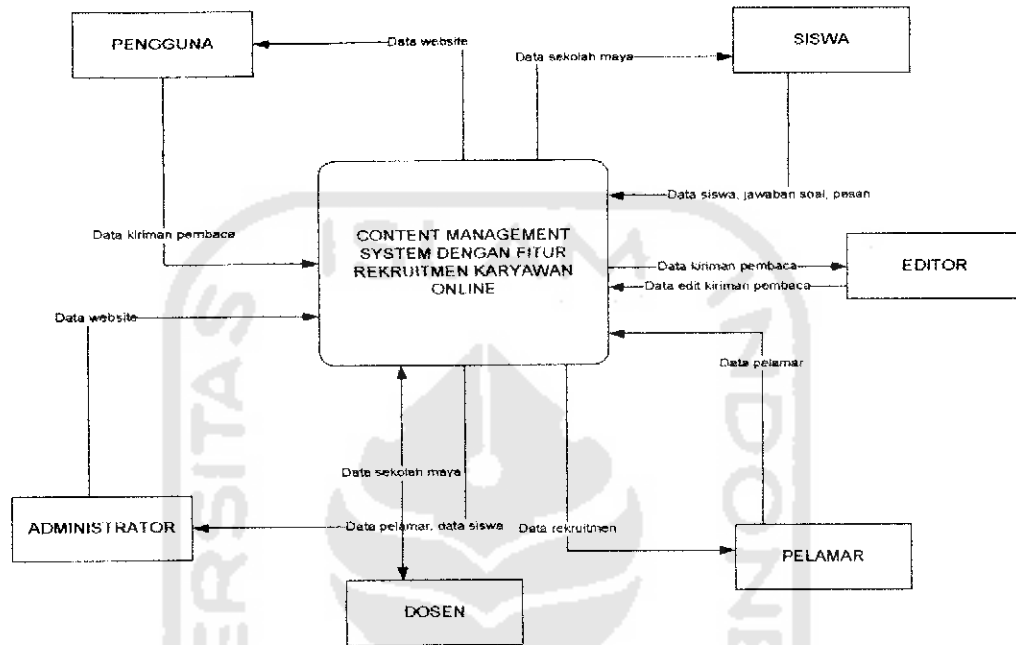 PENGGUNA
Data website
SISWA
Data sekolah maya
Data siswa, jawaban soal, pesan
Data kiriman pembaca
CONTENT MANAGEMENT
SYSTEM DENGAN FITUR
REKRUITMEN KARYAWAN
ONLINE
Data kiriman pembaca
Data edit kiriman pembaca
EDITOR
Data website
Data pelamar
Data sekolah maya
ADMINISTRATOR
Data pelamar, data siswa
Data rekruitmen
PELAMAR
DOSEN